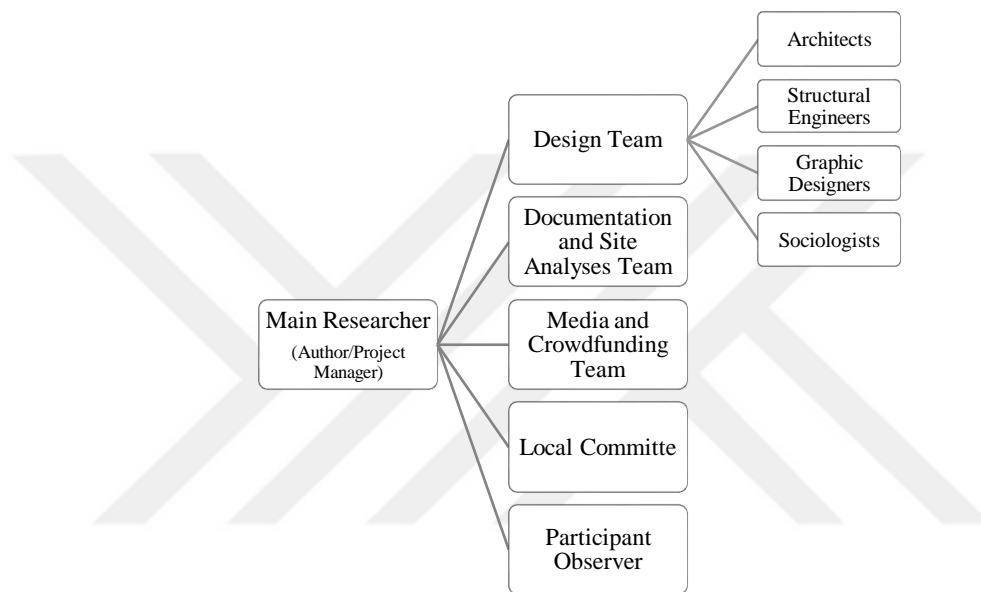 Main Researcher
(Author/Project
Manager)
Design Team
Documentation
and Site
Analyses Team
Media and
Crowdfunding
Team
Local Committe
Participant
Observer
Architects
Structural
Engineers
Graphic
Designers
Sociologists